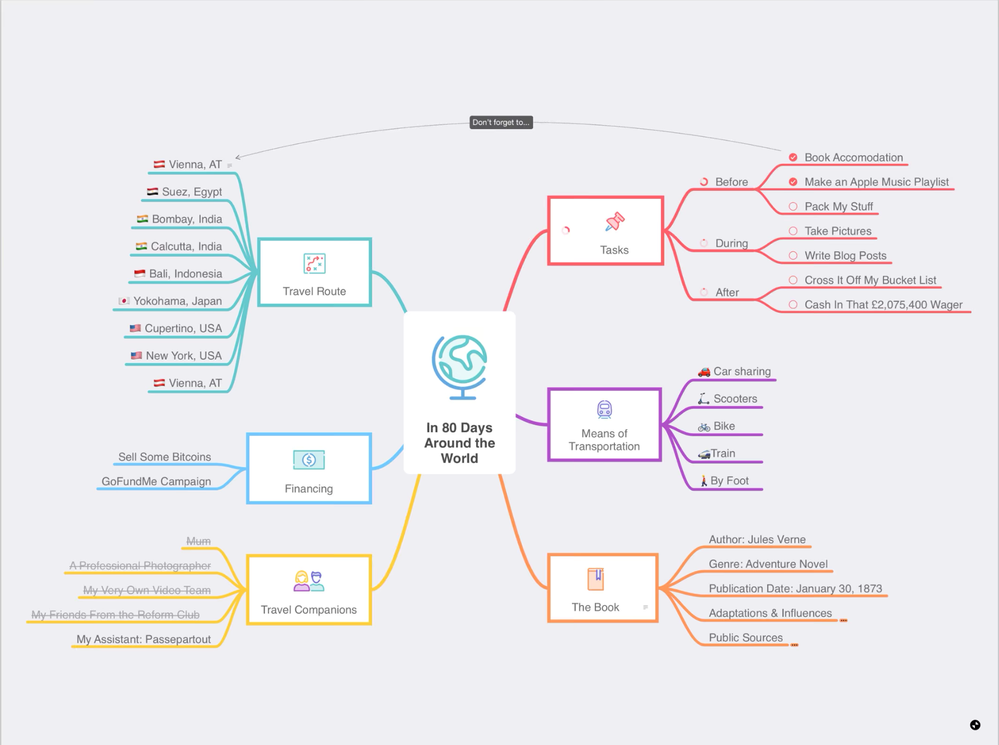 Don't forget to...
Vienna, AT
Suez, Egypt
Bombay, India
Calcutta, India
Bali, Indonesia
Yokohama, Japan
Cupertino, USA
New York, USA
Vienna, AT
Travel Route
Sell Some Bitcoins
GoFundMe Campaign
Financing
Mum
A Professional Photographer
My Very Own Video Team
My Friends From the Reform Club
My Assistant: Passepartout
Travel Companions
In 80 Days
Around the
World
Tasks
Before
Book Accomodation
Make an Apple Music Playlist
Pack My Stuff
During
Take Pictures
Write Blog Posts
After
Cross It Off My Bucket List
Cash In That £2,075,400 Wager
Means of
Transportation
Car sharing
Scooters
Bike
Train
By Foot
The Book
Author: Jules Verne
Genre: Adventure Novel
Publication Date: January 30, 1873
Adaptations & Influences
Public Sources